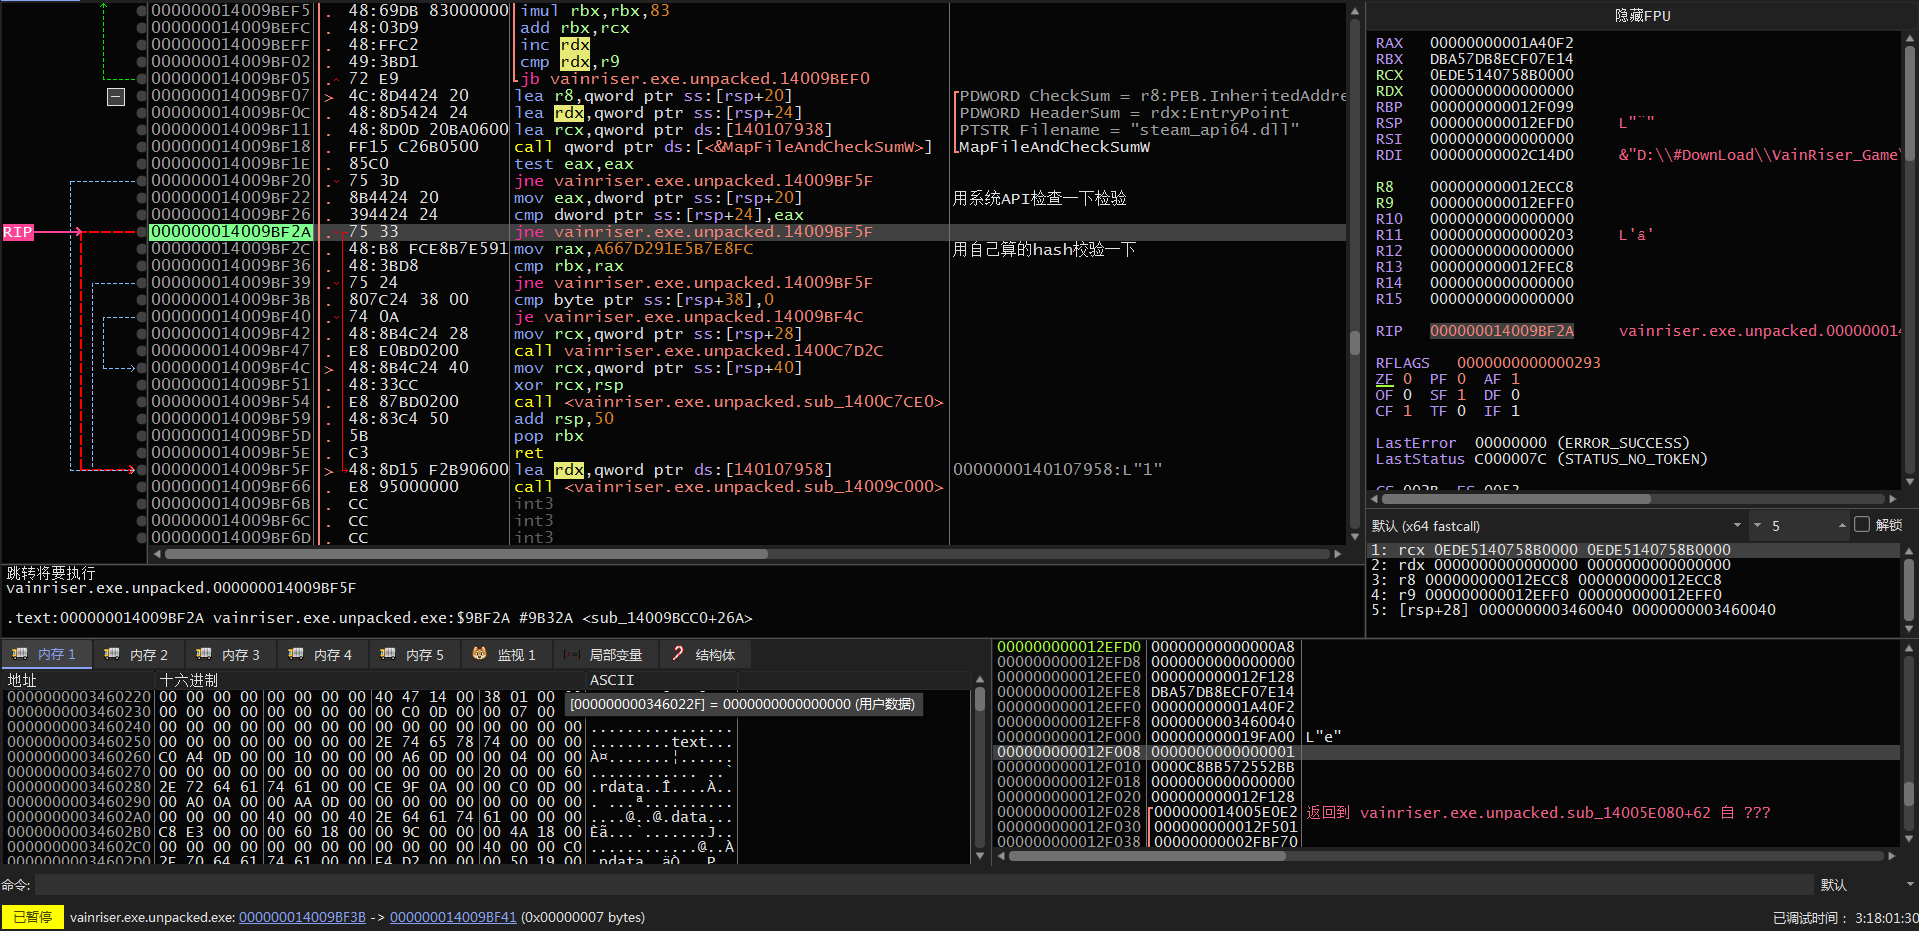 000000014009BEF5 . 48:69DB 83000000 imul rbx,rbx,83
000000014009BEFC . 48:03D9 add rbx,rcx
000000014009BEFF . 48:FFC2 inc rdx
000000014009BF02 . 49:3BD1 cmp rdx,r9
000000014009BF05 . 72 E9 jb vainriser.exe.unpacked.14009BEF0
000000014009BF07 > 4C:8D4424 20 lea r8,qword ptr ss:[rsp+20] PDWORD CheckSum = r8:PEB.InheritedAddre
000000014009BF0C . 48:8D5424 24 lea rdx,qword ptr ss:[rsp+24] PDWORD HeaderSum = rdx:EntryPoint
000000014009BF11 . 48:8D0D 20BA0600 lea rcx,qword ptr ds:[140107938] PTSTR Filename = "steam_api64.dll"
000000014009BF18 . FF15 C26B0500 call qword ptr ds:[<&MapFileAndCheckSumW>] MapFileAndCheckSumW
000000014009BF1E . 85C0 test eax,eax
000000014009BF20 . 75 3D jne vainriser.exe.unpacked.14009BF5F
000000014009BF22 . 8B4424 20 mov eax,dword ptr ss:[rsp+20] 用系统API检查一下检验
000000014009BF26 . 394424 24 cmp dword ptr ss:[rsp+24],eax
RIP 000000014009BF2A . 75 33 jne vainriser.exe.unpacked.14009BF5F
000000014009BF2C . 48:B8 FCE8B7E591 mov rax,A667D291E5B7E8FC 用自己算的hash校验一下
000000014009BF36 . 48:3BD8 cmp rbx,rax
000000014009BF39 . 75 24 jne vainriser.exe.unpacked.14009BF5F
000000014009BF3B . 807C24 38 00 cmp byte ptr ss:[rsp+38],0
000000014009BF40 . 74 0A je vainriser.exe.unpacked.14009BF4C
000000014009BF42 . 48:8B4C24 28 mov rcx,qword ptr ss:[rsp+28]
000000014009BF47 . E8 E0BD0200 call vainriser.exe.unpacked.1400C7D2C
000000014009BF4C > 48:8B4C24 40 mov rcx,qword ptr ss:[rsp+40]
000000014009BF51 . 48:33CC xor rcx,rsp
000000014009BF54 . E8 87BD0200 call <vainriser.exe.unpacked.sub_1400C7CE0>
000000014009BF59 . 48:83C4 50 add rsp,50
000000014009BF5D . 5B pop rbx
000000014009BF5E . C3 ret
000000014009BF5F > 48:8D15 F2B90600 lea rdx,qword ptr ds:[140107958] 0000000140107958:L"1"
000000014009BF66 . E8 95000000 call <vainriser.exe.unpacked.sub_14009C000>
000000014009BF6B . CC int3
000000014009BF6C . CC int3
000000014009BF6D . CC int3
跳转将要执行
vainriser.exe.unpacked.000000014009BF5F
.text:000000014009BF2A vainriser.exe.unpacked.exe:$9BF2A #9B32A <sub_14009BCC0+26A>
隐藏FPU
RAX 00000000001A40F2
RBX DBA57DB8ECF07E14
RCX 0EDE5140758B0000
RDX 0000000000000000
RBP 000000000012F099
RSP 000000000012EFD0 L"¨"
RSI 0000000000000000
RDI 0000000002C14D0 &"D:\\#DownLoad\\VainRiser_Game\
R8 000000000012ECC8
R9 000000000012EFF0
R10 0000000000000000
R11 0000000000000203 L'ȃ'
R12 0000000000000000
R13 000000000012FEC8
R14 0000000000000000
R15 0000000000000000
RIP 000000014009BF2A vainriser.exe.unpacked.000000014
RFLAGS 0000000000000293
ZF 0 PF 0 AF 1
OF 0 SF 1 DF 0
CF 1 TF 0 IF 1
LastError 00000000 (ERROR_SUCCESS)
LastStatus C000007C (STATUS_NO_TOKEN)
默认 (x64 fastcall) 5 解锁
1: rcx 0EDE5140758B0000 0EDE5140758B0000
2: rdx 0000000000000000 0000000000000000
3: r8 000000000012ECC8 000000000012ECC8
4: r9 000000000012EFF0 000000000012EFF0
5: [rsp+28] 0000000003460040 0000000003460040
内存 1 内存 2 内存 3 内存 4 内存 5 监视 1 局部变量 结构体
地址 十六进制 ASCII
0000000003460220 00 00 00 00 00 00 00 00 40 47 14 00 38 01 00
[000000000346022F] = 0000000000000000 (用户数据)
0000000003460230 00 00 00 00 00 00 00 00 00 C0 0D 00 00 07 00
0000000003460240 00 00 00 00 00 00 00 00 00 00 00 00 00 00 00 00 ................
0000000003460250 00 00 00 00 00 00 00 00 2E 74 65 78 74 00 00 00 .........text...
0000000003460260 C0 A4 0D 00 00 10 00 00 00 A6 0D 00 00 04 00 00 À¤.......¦......
0000000003460270 00 00 00 00 00 00 00 00 00 00 00 00 20 00 00 60 ............ ..`
0000000003460280 2E 72 64 61 74 61 00 00 CE 9F 0A 00 00 C0 0D 00 .rdata..Î....À..
0000000003460290 00 A0 0A 00 00 AA 0D 00 00 00 00 00 00 00 00 00 . ...ª..........
00000000034602A0 00 00 00 00 40 00 00 40 2E 64 61 74 61 00 00 00 ....@..@.data...
00000000034602B0 C8 E3 00 00 00 60 18 00 00 9C 00 00 00 4A 18 00 Èã...`.......J..
00000000034602C0 00 00 00 00 00 00 00 00 00 00 00 00 40 00 00 C0 ............@..À
00000000034602D0 2E 70 64 61 74 61 00 00 E4 D2 00 00 00 50 19 00 .pdata..äÒ...P..
000000000012EFD0 00000000000000A8
000000000012EFD8 0000000000000000
000000000012EFE0 000000000012F128
000000000012EFE8 DBA57DB8ECF07E14
000000000012EFF0 00000000001A40F2
000000000012EFF8 0000000003460040
000000000012F000 000000000019FA00 L"e"
000000000012F008 0000000000000001
000000000012F010 0000C8BB572552BB
000000000012F018 0000000000000000
000000000012F020 000000000012F128
000000000012F028 000000014005E0E2 返回到 vainriser.exe.unpacked.sub_14005E080+62 自 ???
000000000012F030 000000000012F501
000000000012F038 00000000002FBF70
命令: 默认
已暂停 vainriser.exe.unpacked.exe: 000000014009BF3B -> 000000014009BF41 (0x00000007 bytes) 已调试时间： 3:18:01:30